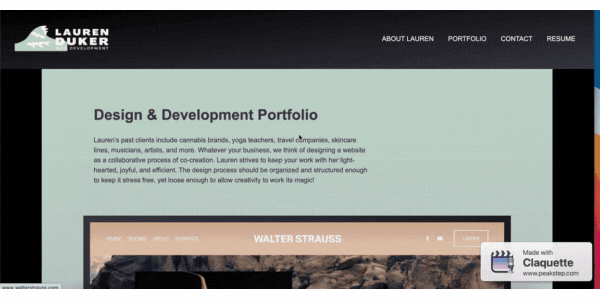 LAUREN
DUKER
WEB DEVELOPMENT
ABOUT LAUREN PORTFOLIO CONTACT RESUME
Design & Development Portfolio
Lauren's past clients include cannabis brands, yoga teachers, travel companies, skincare
lines, musicians, artists, and more. Whatever your business, we think of designing a website
as a collaborative process of co-creation. Lauren strives to keep your work with her light-
hearted, joyful, and efficient. The design process should be organized and structured enough
to keep it stress free, yet loose enough to allow creativity to work its magic!
MUSIC SHOWS ABOUT CONTACT WALTER STRAUSS
Made with
Claquette
www.peakstep.com
www.walterstrauss.com